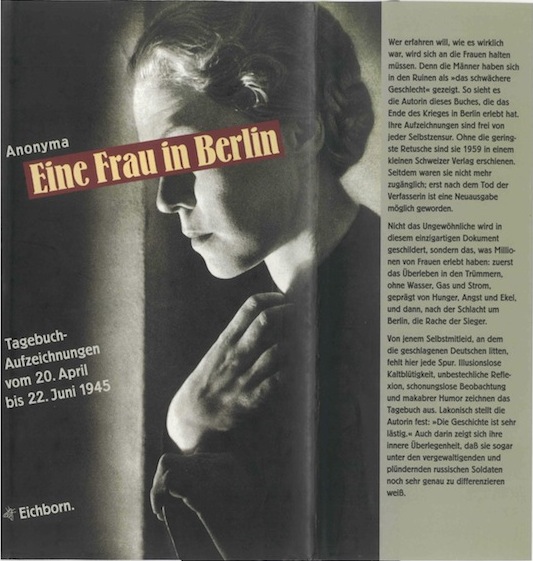 Anonyma
Eine Frau in Berlin
Tagebuch-
Aufzeichnungen
vom 20. April
bis 22. Juni 1945
Eichborn.
Wer erfahren will, wie es wirklich
war, wird sich an die Frauen halten
müssen. Denn die Männer haben sich
in den Ruinen als »das schwächere
Geschlecht« gezeigt. So sieht es
die Autorin dieses Buches, die das
Ende des Krieges in Berlin erlebt hat.
Ihre Aufzeichnungen sind frei von
jeder Selbstzensur. Ohne die gering-
ste Retusche sind sie 1959 in einem
kleinen Schweizer Verlag erschienen.
Seitdem waren sie nicht mehr
zugänglich; erst nach dem Tod der
Verfasserin ist eine Neuausgabe
möglich geworden.
Nicht das Ungewöhnliche wird in
diesem einzigartigen Dokument
geschildert, sondern das, was Millio-
nen von Frauen erlebt haben: zuerst
das Überleben in den Trümmern,
ohne Wasser, Gas und Strom,
geprägt von Hunger, Angst und Ekel,
und dann, nach der Schlacht um
Berlin, die Rache der Sieger.
Von jenem Selbstmitleid, an dem
die geschlagenen Deutschen litten,
fehlt hier jede Spur. Illusionslose
Kaltblütigkeit, unbestechliche Refle-
xion, schonungslose Beobachtung
und makabrer Humor zeichnen das
Tagebuch aus. Lakonisch stellt die
Autorin fest: »Die Geschichte ist sehr
lästig.« Auch darin zeigt sich ihre
innere Überlegenheit, daß sie sogar
unter den vergewaltigenden und
plündernden russischen Soldaten
noch sehr genau zu differenzieren
weiß.